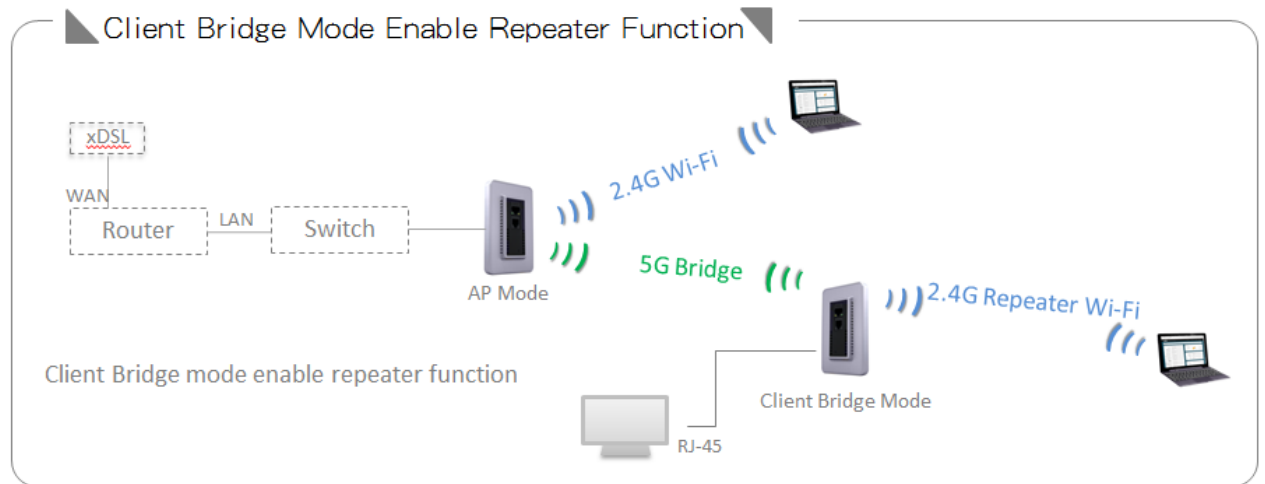 Client Bridge Mode Enable Repeater Function
xDSL
WAN
Router
LAN
Switch
AP Mode
2.4G Wi-Fi
5G Bridge
2.4G Repeater Wi-Fi
Client Bridge mode enable repeater function
Client Bridge Mode
RJ-45